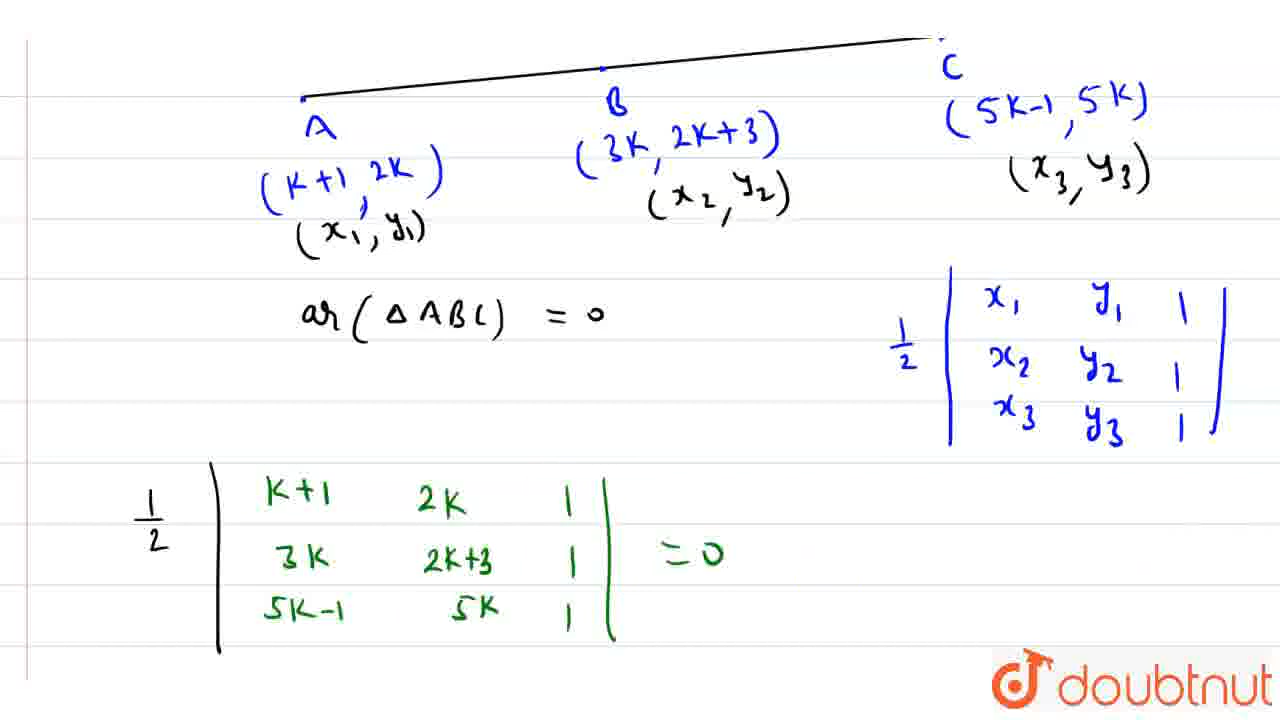 A B C
(k+1, 2k) (3k, 2k+3) (5k-1, 5k)
(x₁, y₁) (x₂, y₂) (x₃, y₃)
ar(△ABC) = 0
1/2 | x₁ y₁ 1 |
| x₂ y₂ 1 |
| x₃ y₃ 1 |
1/2 | k+1 2k 1 |
| 3k 2k+3 1 | = 0
| 5k-1 5k 1 |
doubtnut